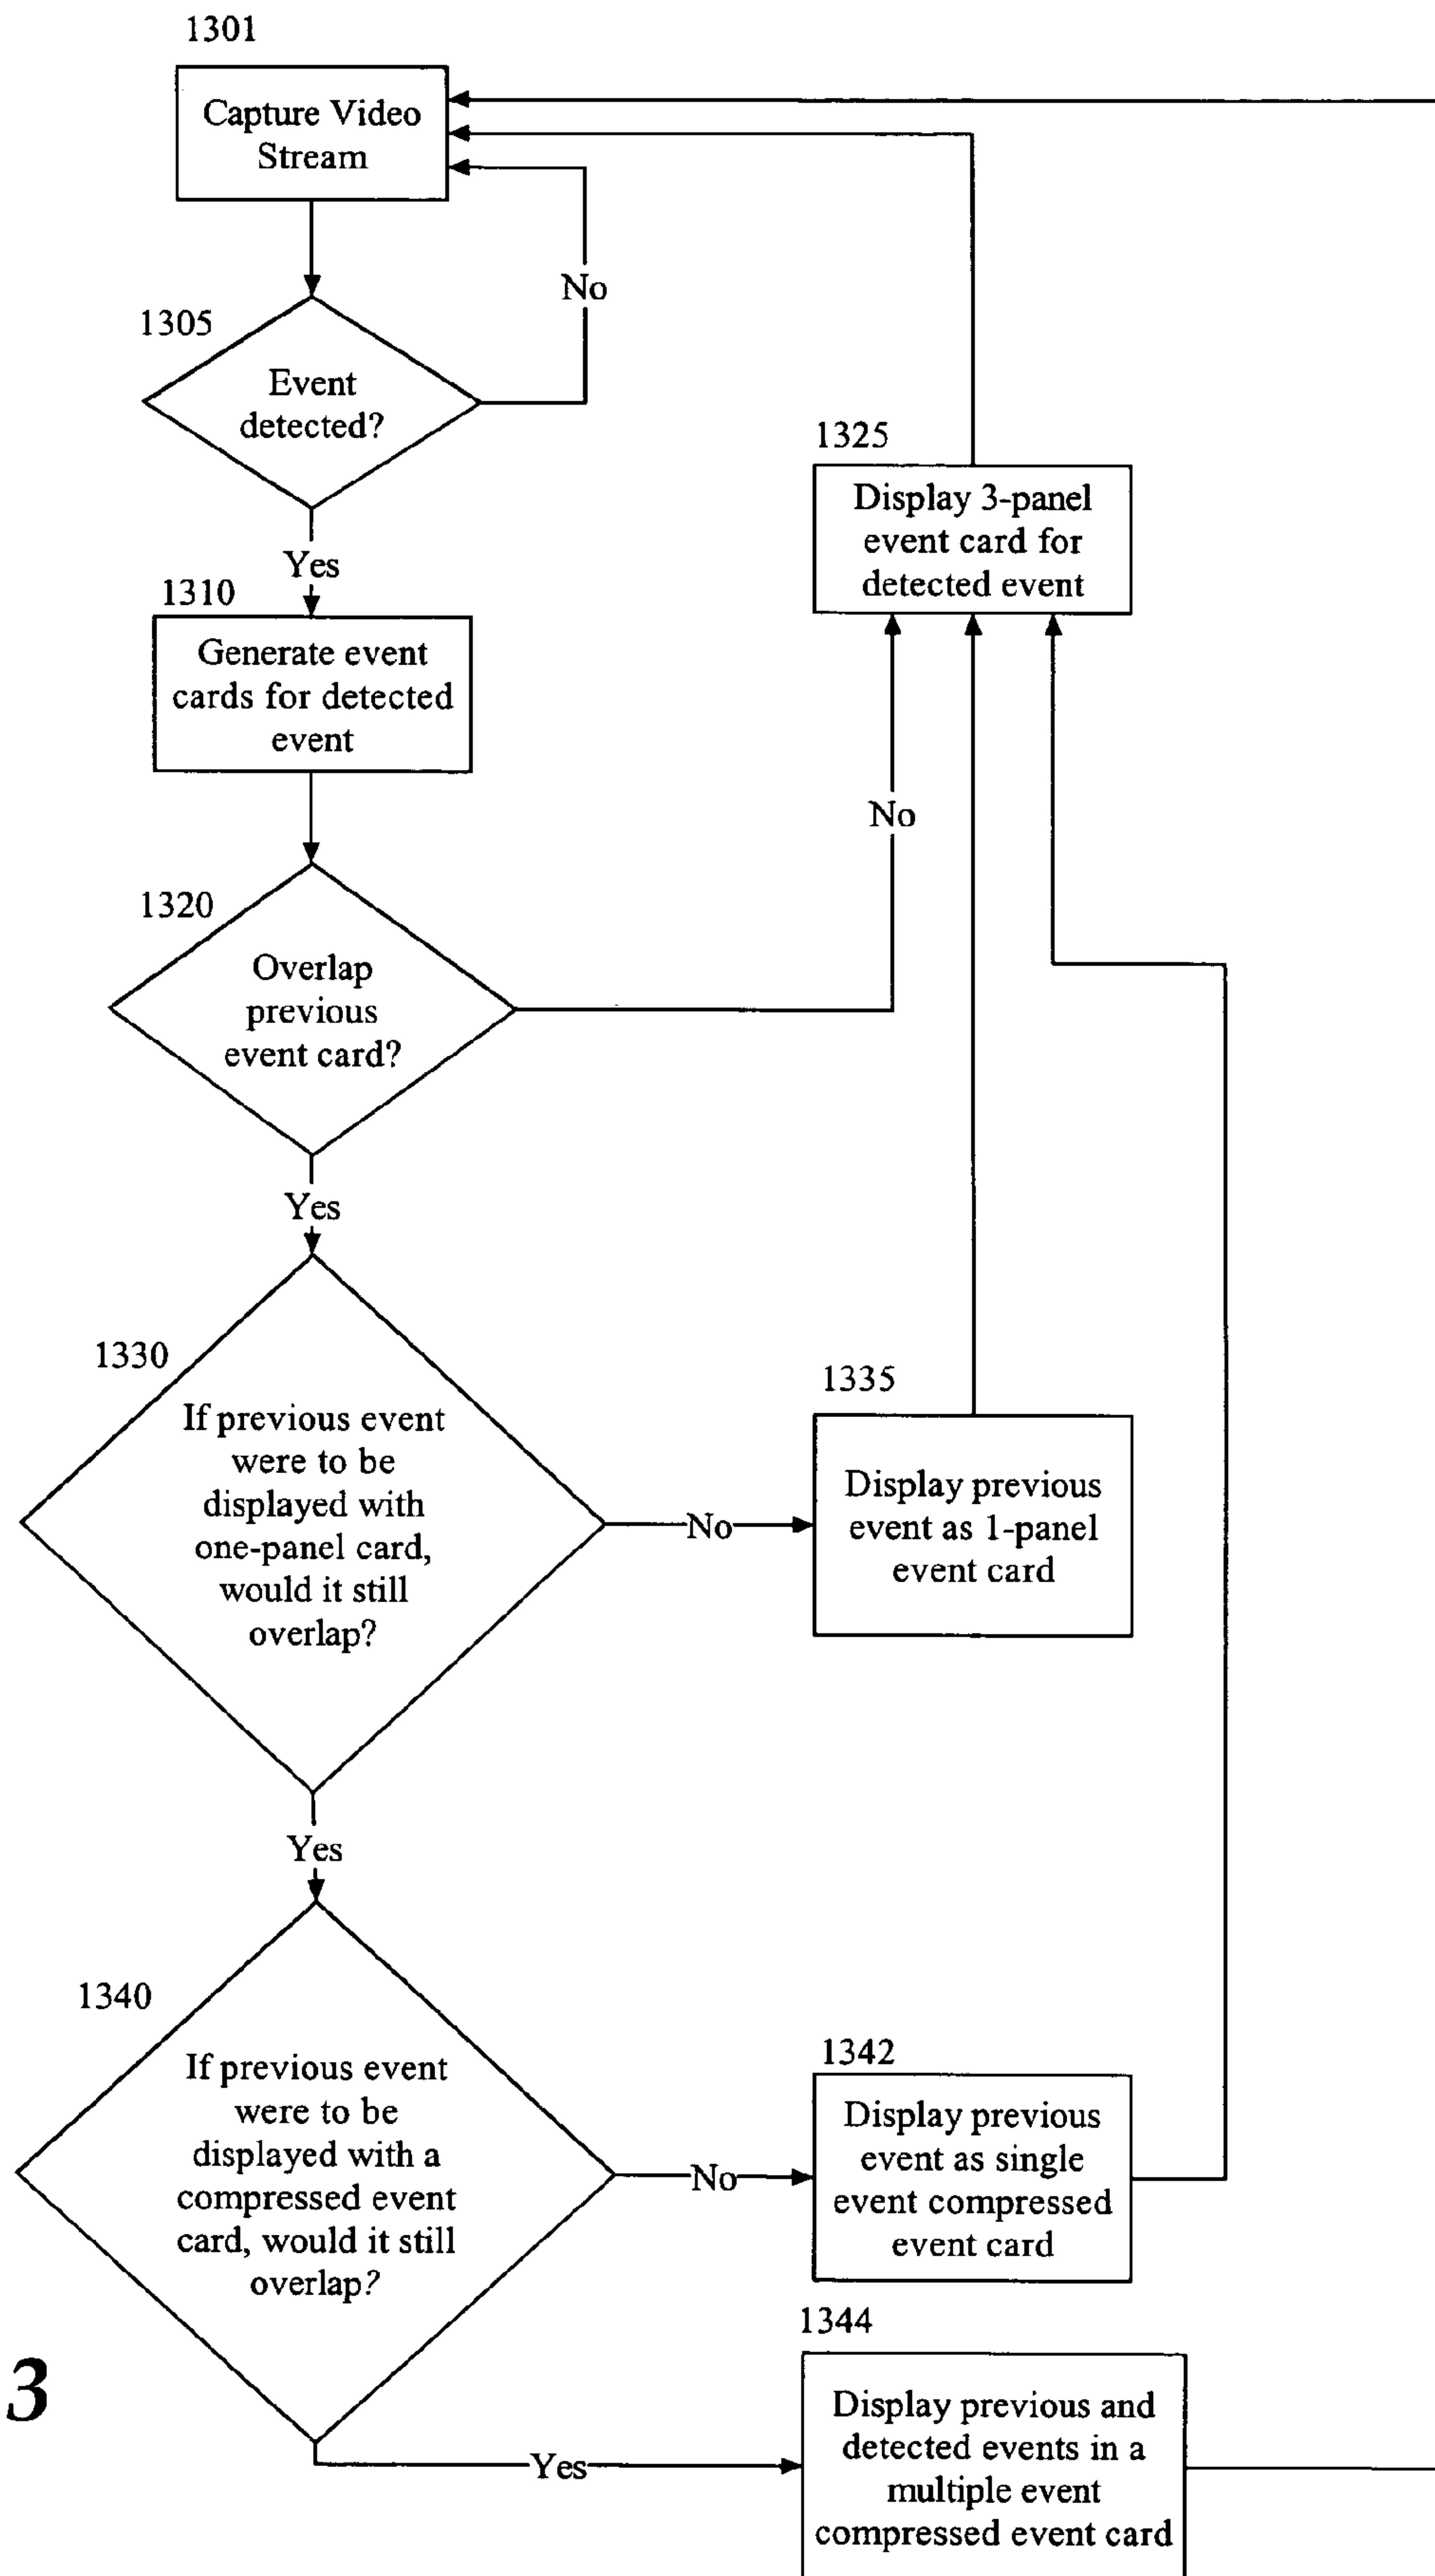 1301
Capture Video
Stream
No
1305
Event
detected?
Yes
1325
Display 3-panel
event card for
detected event
1310
Generate event
cards for detected
event
No
1320
Overlap
previous
event card?
Yes
1330
If previous event
were to be
displayed with
one-panel card,
would it still
overlap?
No
1335
Display previous
event as 1-panel
event card
Yes
1340
If previous event
were to be
displayed with a
compressed event
card, would it still
overlap?
No
1342
Display previous
event as single
event compressed
event card
3
Yes
1344
Display previous and
detected events in a
multiple event
compressed event card